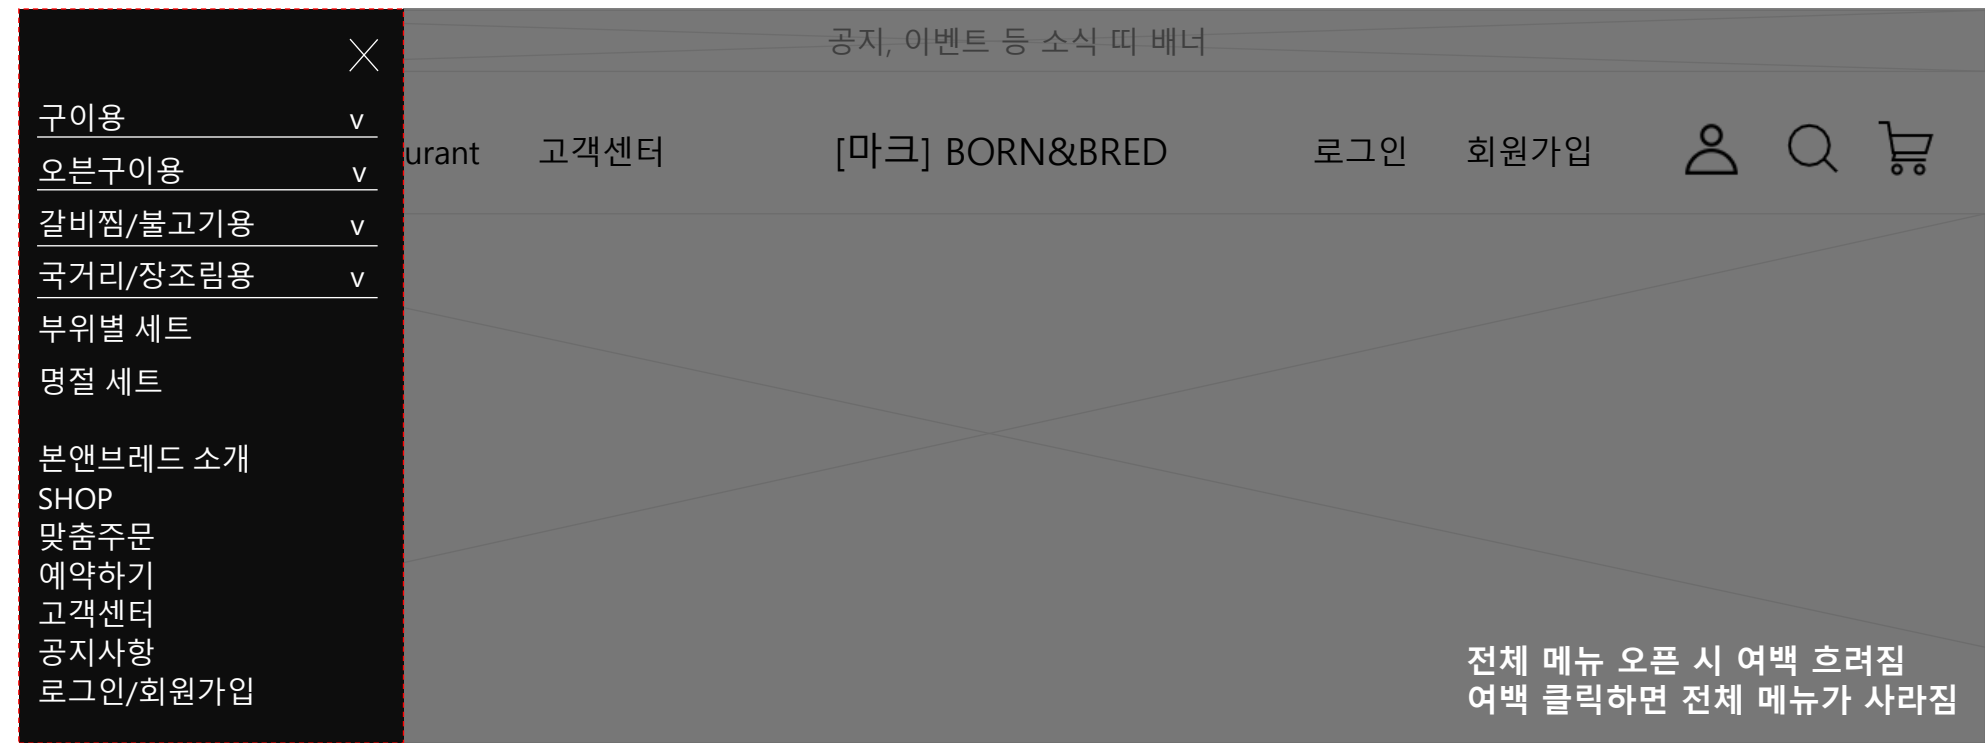 공지, 이벤트 등 소식 띠 배너
urant 고객센터 [마크] BORN&BRED 로그인 회원가입
구이용 v
오븐구이용 v
갈비찜/불고기용 v
국거리/장조림용 v
부위별 세트
명절 세트
본앤브레드 소개
SHOP
맞춤주문
예약하기
고객센터
공지사항
로그인/회원가입
전체 메뉴 오픈 시 여백 흐려짐
여백 클릭하면 전체 메뉴가 사라짐